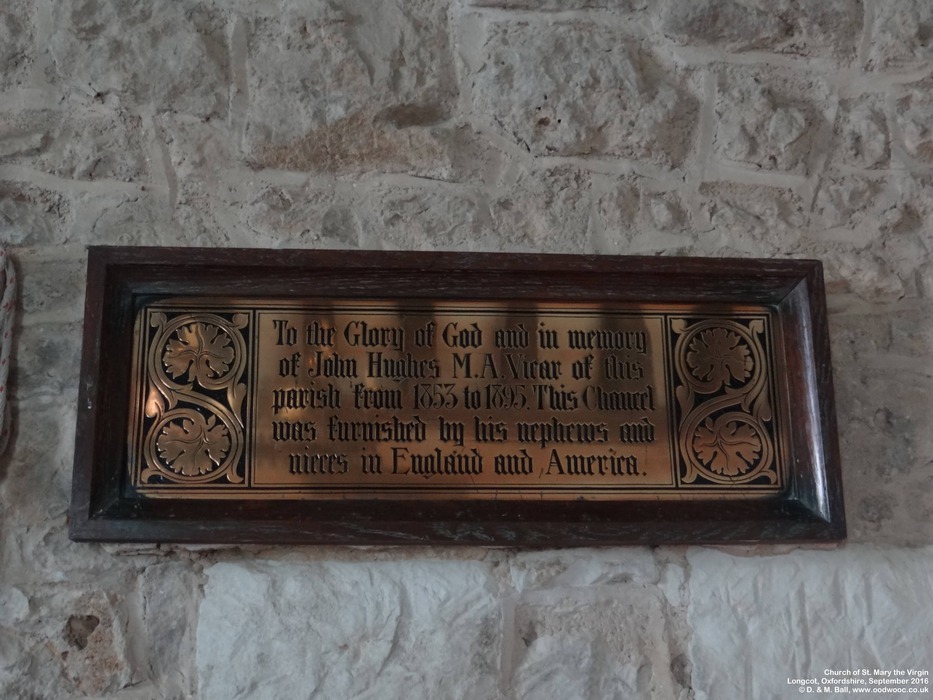 To the Glory of God and in memory
of John Hughes M.A. Vicar of this
parish from 1853 to 1895. This Chancel
was furnished by his nephews and
nieces in England and America.
Church of St. Mary the Virgin
Longcot, Oxfordshire, September 2016
© D. & M. Ball, www.oodwooc.co.uk